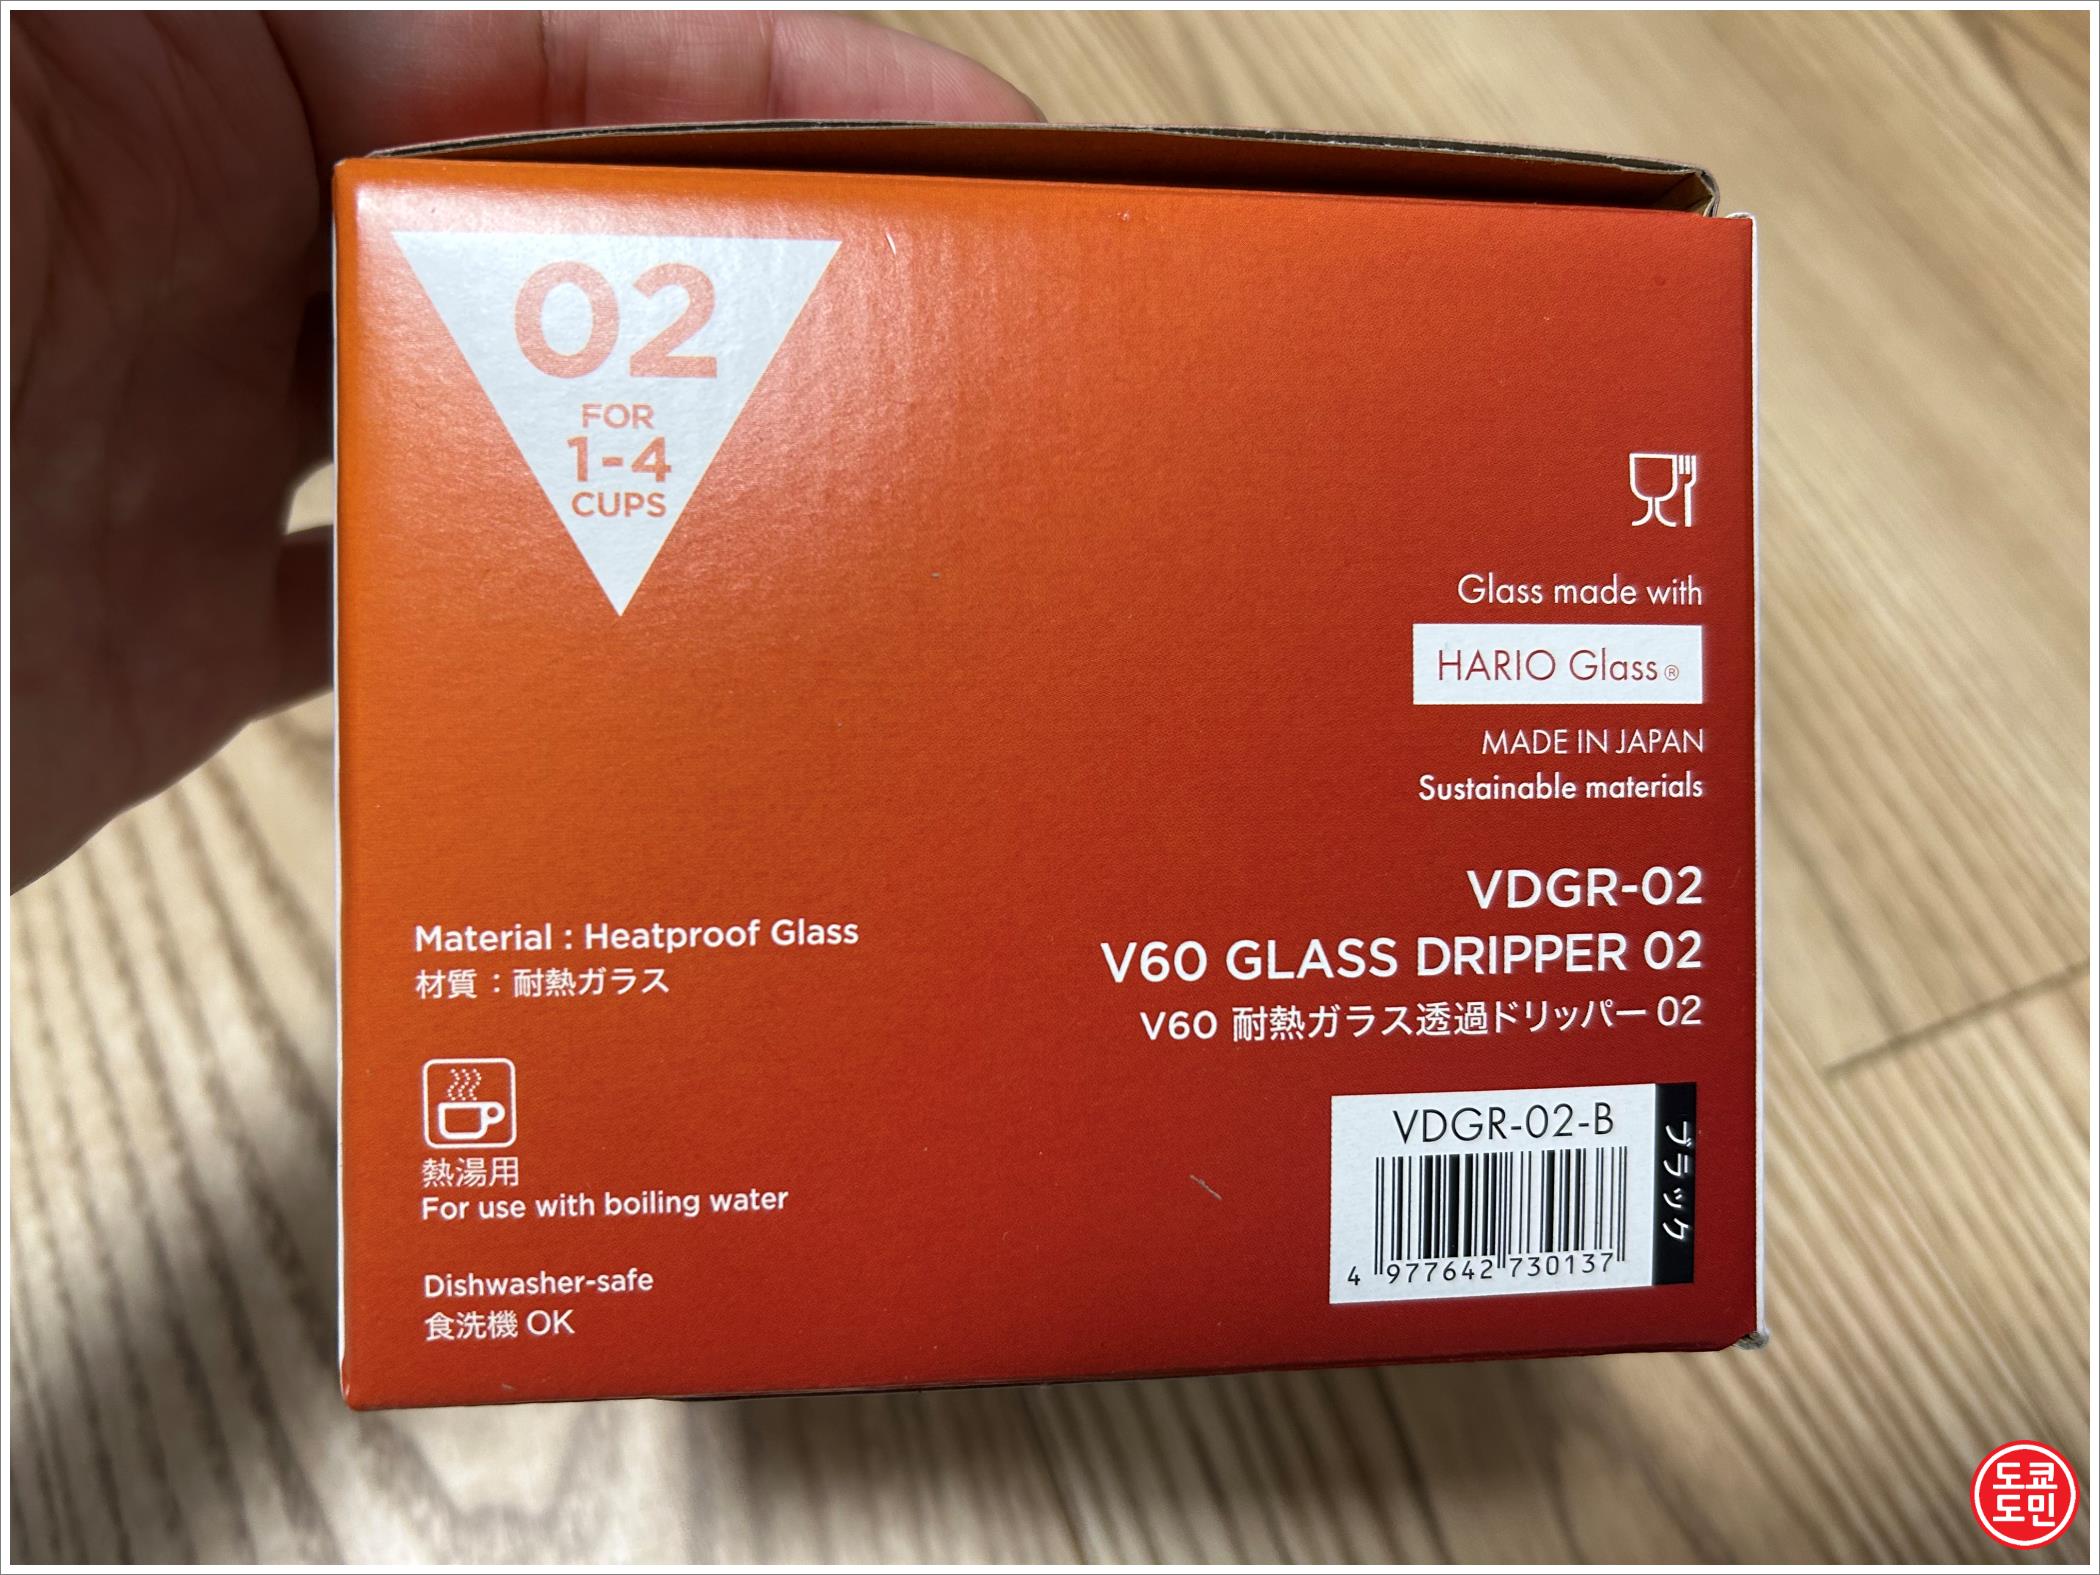 02
FOR
1-4
CUPS
Glass made with
HARIO Glass®
MADE IN JAPAN
Sustainable materials
VDGR-02
V60 GLASS DRIPPER 02
V60 耐熱ガラス透過ドリッパー 02
Material : Heatproof Glass
材質：耐熱ガラス
熱湯用
For use with boiling water
Dishwasher-safe
食洗機 OK
VDGR-02-B
ブラック
4 977642 730137
도쿄
도민